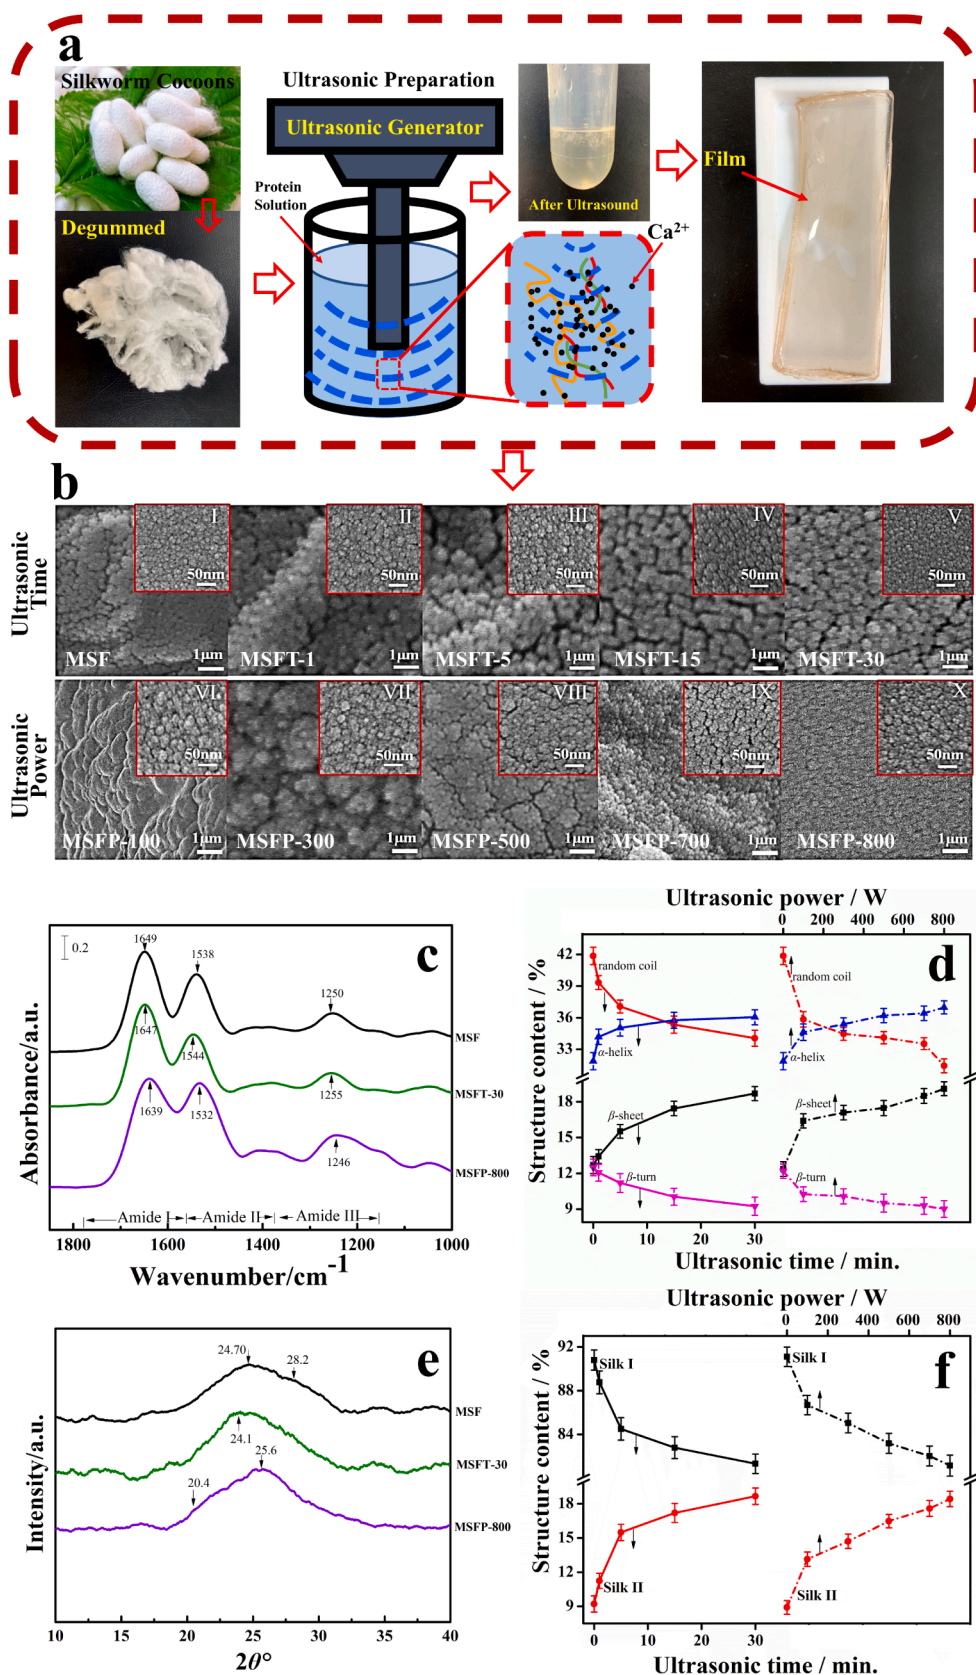 a
Silkworm Cocoons
Ultrasonic Preparation
Ultrasonic Generator
Protein
Solution
After Ultrasound
Film
Degummed
Ca²⁺
b
Ultrasonic
Time
I
50nm
MSF
1μm
II
50nm
MSFT-1
1μm
III
50nm
MSFT-5
1μm
IV
50nm
MSFT-15
1μm
V
50nm
MSFT-30
1μm
Ultrasonic
Power
VI
50nm
MSFP-100
1μm
VII
50nm
MSFP-300
1μm
VIII
50nm
MSFP-500
1μm
IX
50nm
MSFP-700
1μm
X
50nm
MSFP-800
1μm
c
0.2
1649
1538
1250
MSF
1647
1544
1255
MSFT-30
1639
1532
1246
MSFP-800
Amide I
Amide II
Amide III
1800 1600 1400 1200 1000
Wavenumber/cm⁻¹
Absorbance/a.u.
d
Ultrasonic power / W
0 200 400 600 800
42
39
36
33
18
15
12
9
Structure content / %
random coil
α-helix
β-sheet
β-turn
random coil
α-helix
β-sheet
β-turn
0 10 20 30
Ultrasonic time / min.
e
24.70
28.2
MSF
24.1
MSFT-30
20.4
25.6
MSFP-800
Intensity/a.u.
10 15 20 25 30 35 40
2θ°
f
Ultrasonic power / W
0 200 400 600 800
92
88
84
18
15
12
9
Structure content / %
Silk I
Silk II
Silk I
Silk II
0 10 20 30
Ultrasonic time / min.